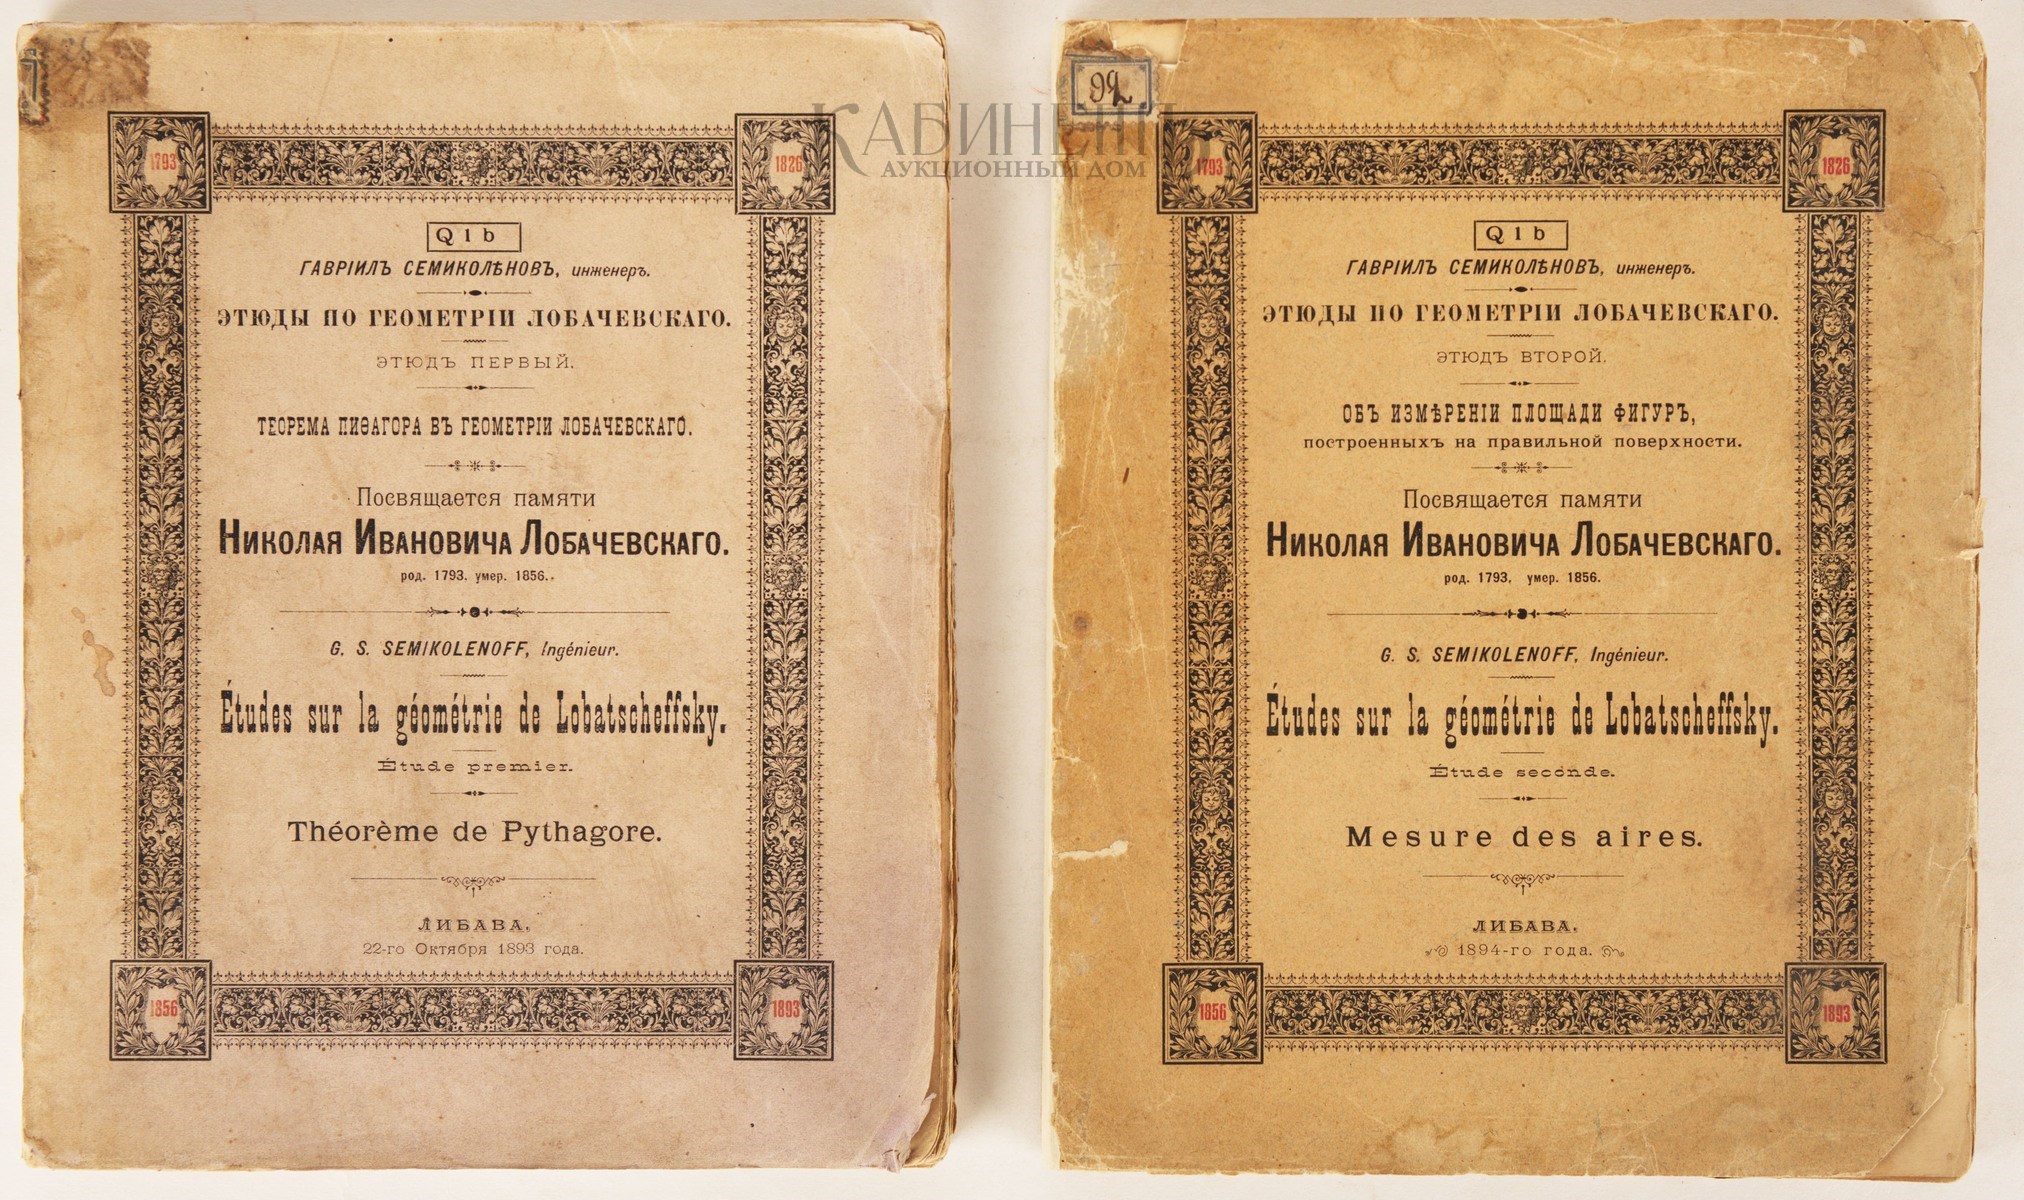 КАБИНЕТЪ
АУКЦИОННЫЙ ДОМ
1793
1826
Q 1 b
ГАВРІИЛЪ СЕМИКОЛѢНОВЪ, инженеръ.
ЭТЮДЫ ПО ГЕОМЕТРІИ ЛОБАЧЕВСКАГО.
ЭТЮДЪ ПЕРВЫЙ.
ТЕОРЕМА ПИѲАГОРА ВЪ ГЕОМЕТРІИ ЛОБАЧЕВСКАГО.
Посвящается памяти
Николая Ивановича Лобачевскаго.
род. 1793. умер. 1856.
G. S. SEMIKOLENOFF, Ingénieur.
Études sur la géométrie de Lobatscheffsky.
Étude premier.
Théorème de Pythagore.
ЛИБАВА.
22-го Октября 1893 года.
1856
1893
92
1793
1826
Q 1 b
ГАВРІИЛЪ СЕМИКОЛѢНОВЪ, инженеръ.
ЭТЮДЫ ПО ГЕОМЕТРІИ ЛОБАЧЕВСКАГО.
ЭТЮДЪ ВТОРОЙ.
ОБЪ ИЗМѢРЕНІИ ПЛОЩАДИ ФИГУРЪ,
построенныхъ на правильной поверхности.
Посвящается памяти
Николая Ивановича Лобачевскаго.
род. 1793. умер. 1856.
G. S. SEMIKOLENOFF, Ingénieur.
Études sur la géométrie de Lobatscheffsky.
Étude seconde.
Mesure des aires.
ЛИБАВА.
1894-го года.
1856
1893